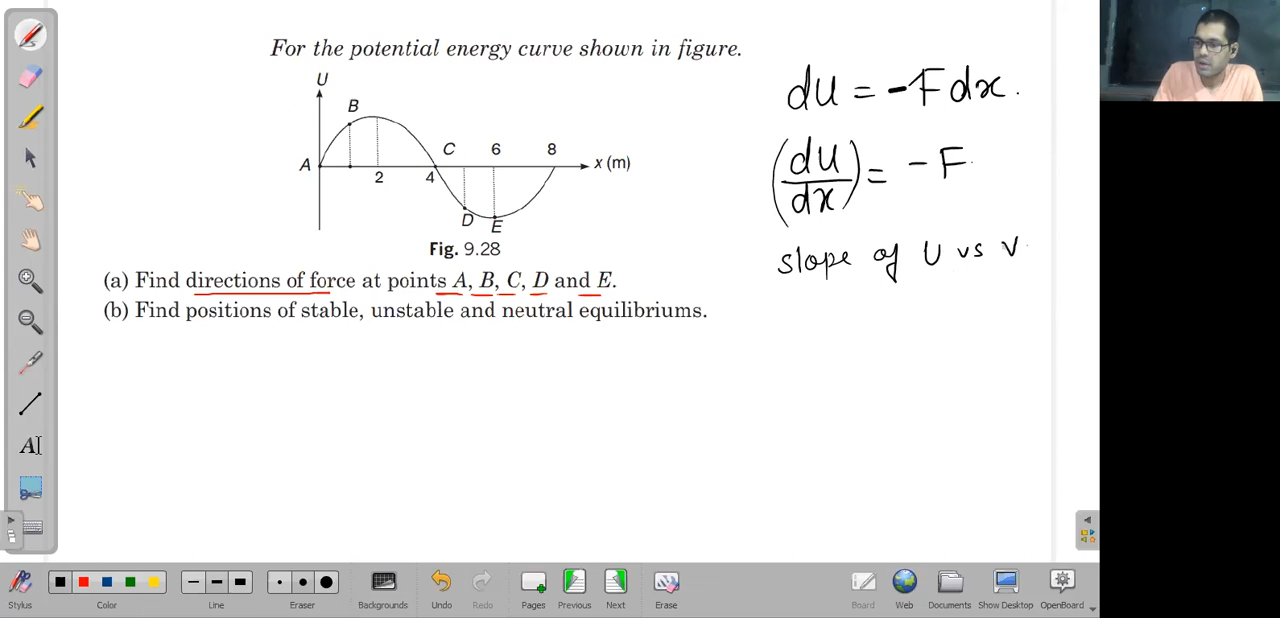 For the potential energy curve shown in figure.
U
B
A
C
6
8
x (m)
2
4
D
E
Fig. 9.28
(a) Find directions of force at points A, B, C, D and E.
(b) Find positions of stable, unstable and neutral equilibriums.
dU = -Fdx.
(dU/dx) = -F
slope of U vs V
A
Stylus
Color
Line
Eraser
Backgrounds
Undo
Redo
Pages
Previous
Next
Erase
Board
Web
Documents
Show Desktop
OpenBoard